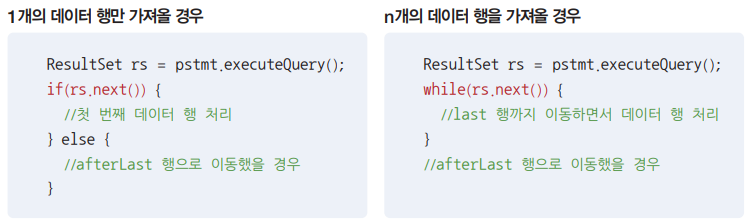 1개의 데이터 행만 가져올 경우
ResultSet rs = pstmt.executeQuery();
if(rs.next()) {
//첫 번째 데이터 행 처리
} else {
//afterLast 행으로 이동했을 경우
}
n개의 데이터 행을 가져올 경우
ResultSet rs = pstmt.executeQuery();
while(rs.next()) {
//last 행까지 이동하면서 데이터 행 처리
}
//afterLast 행으로 이동했을 경우